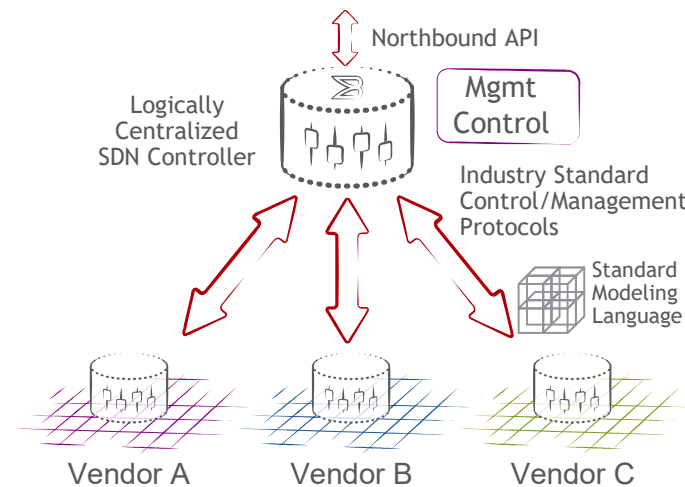 Northbound API
Logically
Centralized
SDN Controller
Mgmt
Control
Industry Standard
Control/Management
Protocols
Standard
Modeling
Language
Vendor A
Vendor B
Vendor C